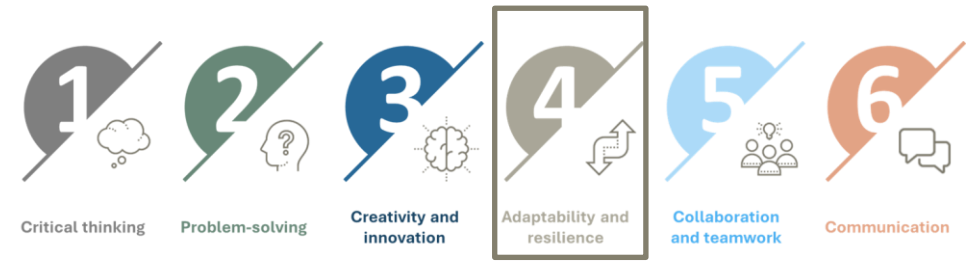 1
Critical thinking
2
Problem-solving
3
Creativity and
innovation
4
Adaptability and
resilience
5
Collaboration
and teamwork
6
Communication